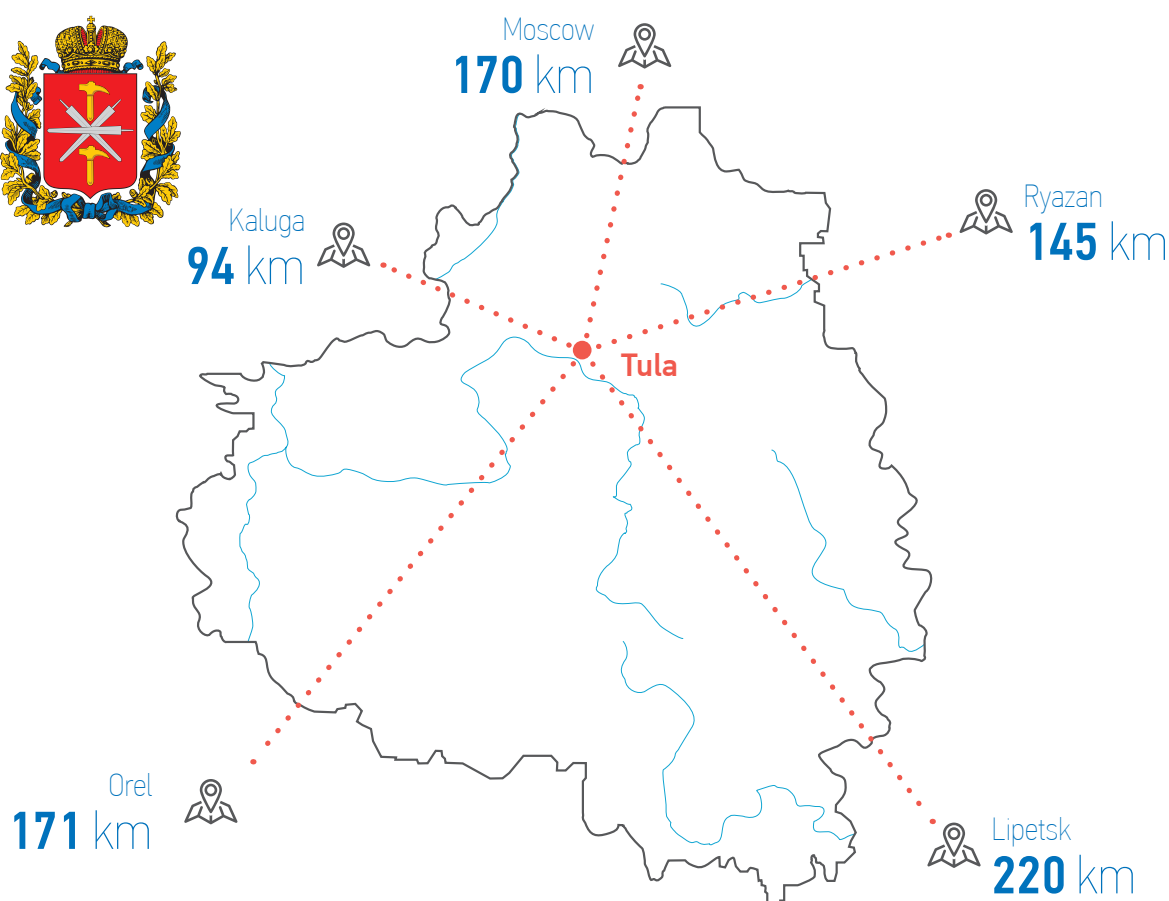 Moscow
170 km
Kaluga
94 km
Ryazan
145 km
Tula
Orel
171 km
Lipetsk
220 km